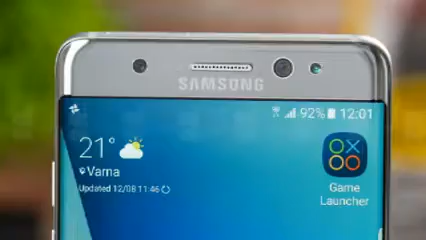 SAMSUNG
92% 12:01
21°
Varna
Updated 12/08 11:46
Game
Launcher